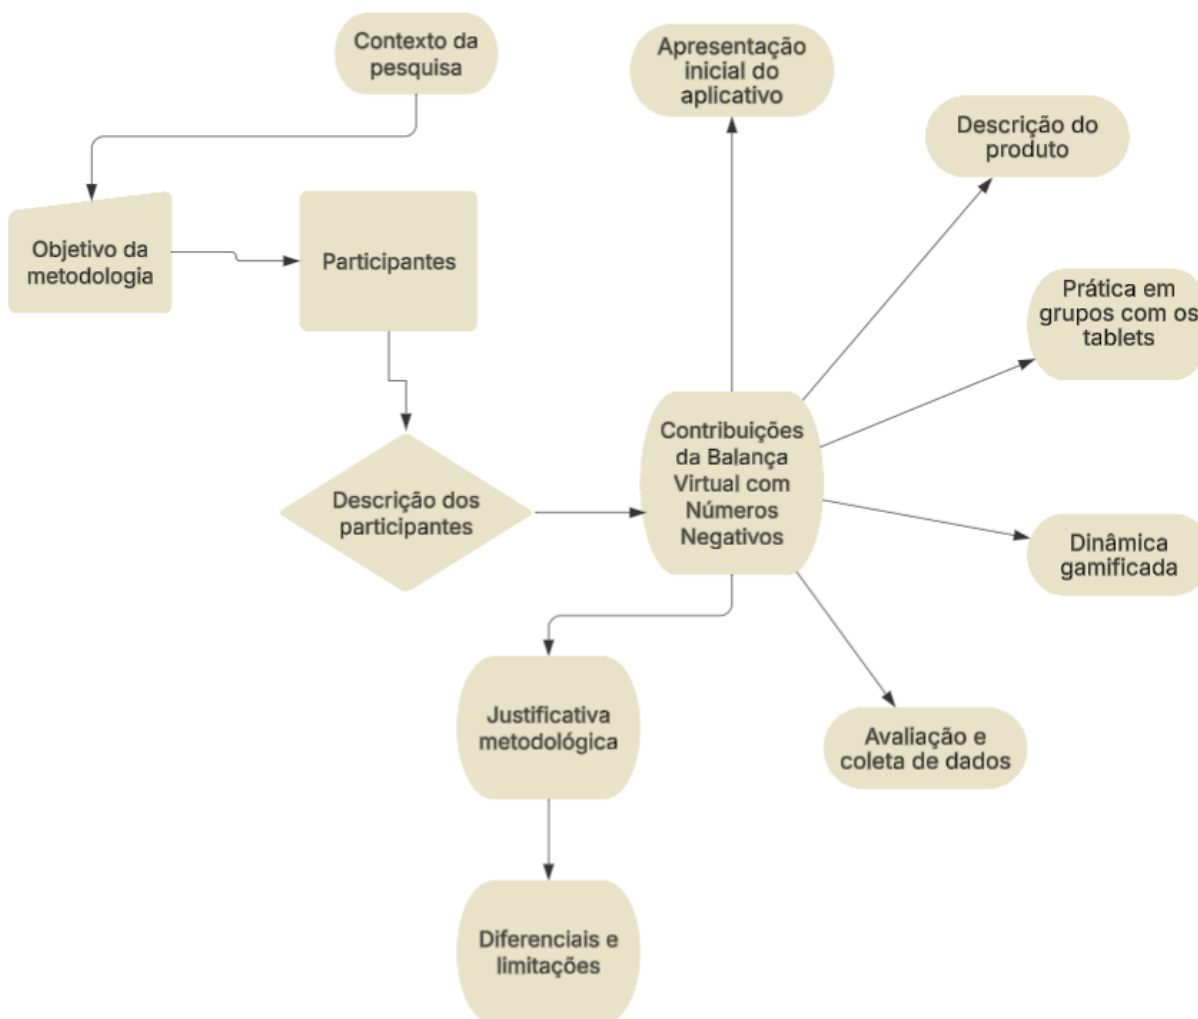 Contexto da
pesquisa
Apresentação
inicial do
aplicativo
Descrição do
produto
Objetivo da
metodologia
Participantes
Prática em
grupos com os
tablets
Contribuições
da Balança
Virtual com
Números
Negativos
Descrição dos
participantes
Dinâmica
gamificada
Justificativa
metodológica
Avaliação e
coleta de dados
Diferenciais e
limitações